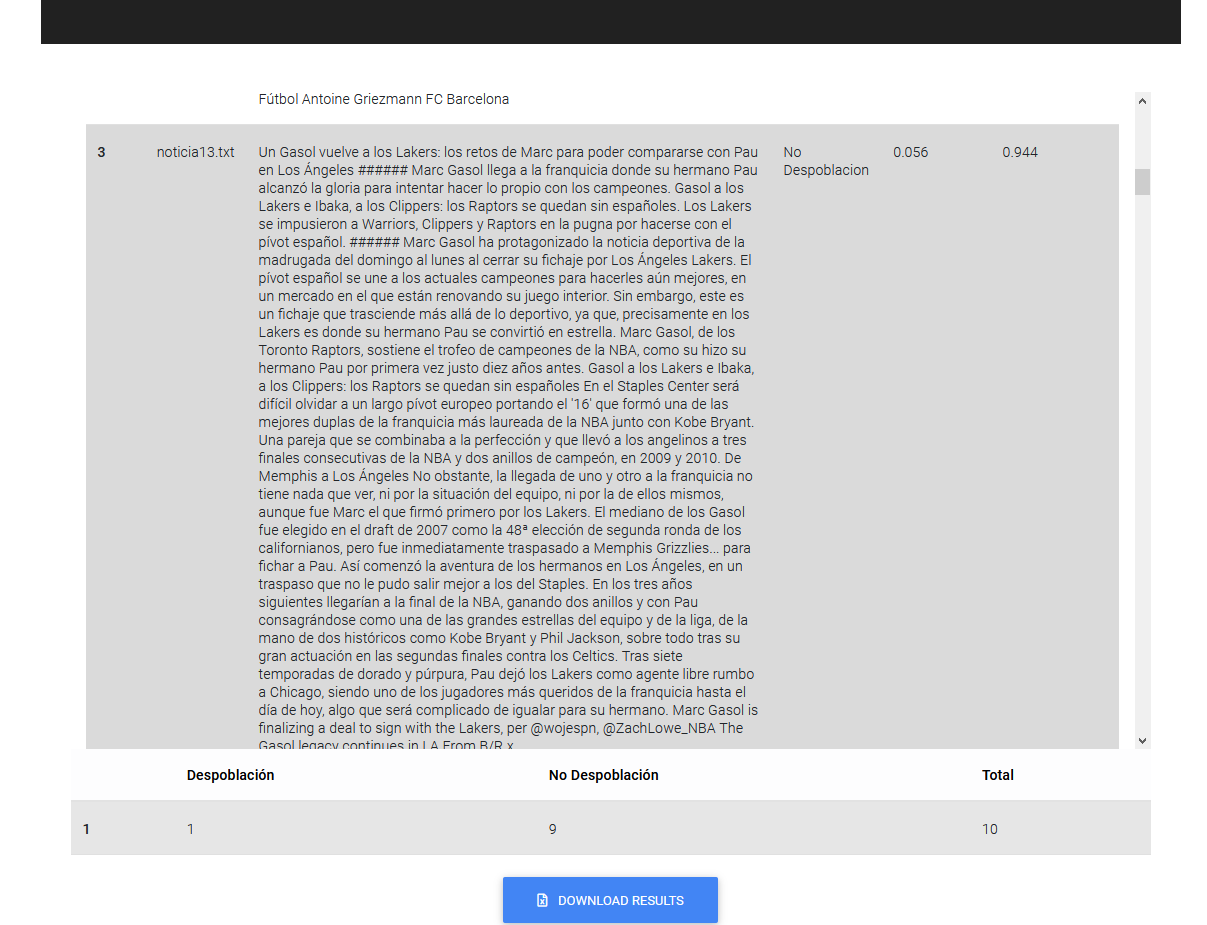 Fútbol Antoine Griezmann FC Barcelona
3 noticia13.txt Un Gasol vuelve a los Lakers: los retos de Marc para poder compararse con Pau No 0.056 0.944
en Los Ángeles ###### Marc Gasol llega a la franquicia donde su hermano Pau Despoblacion
alcanzó la gloria para intentar hacer lo propio con los campeones. Gasol a los
Lakers e Ibaka, a los Clippers: los Raptors se quedan sin españoles. Los Lakers
se impusieron a Warriors, Clippers y Raptors en la pugna por hacerse con el
pívot español. ###### Marc Gasol ha protagonizado la noticia deportiva de la
madrugada del domingo al lunes al cerrar su fichaje por Los Ángeles Lakers. El
pívot español se une a los actuales campeones para hacerles aún mejores, en
un mercado en el que están renovando su juego interior. Sin embargo, este es
un fichaje que trasciende más allá de lo deportivo, ya que, precisamente en los
Lakers es donde su hermano Pau se convirtió en estrella. Marc Gasol, de los
Toronto Raptors, sostiene el trofeo de campeones de la NBA, como su hizo su
hermano Pau por primera vez justo diez años antes. Gasol a los Lakers e Ibaka,
a los Clippers: los Raptors se quedan sin españoles En el Staples Center será
difícil olvidar a un largo pívot europeo portando el '16' que formó una de las
mejores duplas de la franquicia más laureada de la NBA junto con Kobe Bryant.
Una pareja que se combinaba a la perfección y que llevó a los angelinos a tres
finales consecutivas de la NBA y dos anillos de campeón, en 2009 y 2010. De
Memphis a Los Ángeles No obstante, la llegada de uno y otro a la franquicia no
tiene nada que ver, ni por la situación del equipo, ni por la de ellos mismos,
aunque fue Marc el que firmó primero por los Lakers. El mediano de los Gasol
fue elegido en el draft de 2007 como la 48ª elección de segunda ronda de los
californianos, pero fue inmediatamente traspasado a Memphis Grizzlies... para
fichar a Pau. Así comenzó la aventura de los hermanos en Los Ángeles, en un
traspaso que no le pudo salir mejor a los del Staples. En los tres años
siguientes llegarían a la final de la NBA, ganando dos anillos y con Pau
consagrándose como una de las grandes estrellas del equipo y de la liga, de la
mano de dos históricos como Kobe Bryant y Phil Jackson, sobre todo tras su
gran actuación en las segundas finales contra los Celtics. Tras siete
temporadas de dorado y púrpura, Pau dejó los Lakers como agente libre rumbo
a Chicago, siendo uno de los jugadores más queridos de la franquicia hasta el
día de hoy, algo que será complicado de igualar para su hermano. Marc Gasol is
finalizing a deal to sign with the Lakers, per @wojespn, @ZachLowe_NBA The
Gasol legacy continues in LA From B/R x
Despoblación No Despoblación Total
1 1 9 10
DOWNLOAD RESULTS